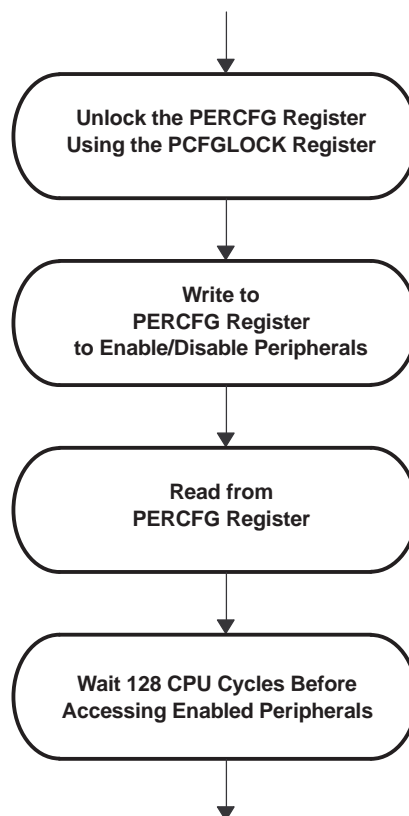 Unlock the PERCFG Register
Using the PCFGLOCK Register
Write to
PERCFG Register
to Enable/Disable Peripherals
Read from
PERCFG Register
Wait 128 CPU Cycles Before
Accessing Enabled Peripherals